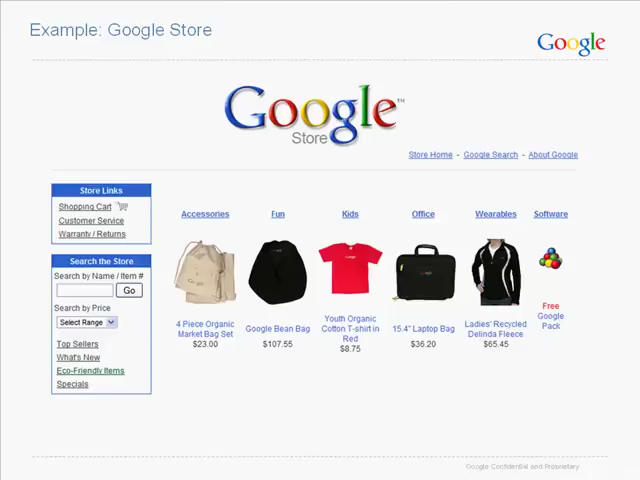 Example: Google Store
Google
Google™
Store
Store Home - Google Search - About Google
Store Links
Shopping Cart
Customer Service
Warranty / Returns
Search the Store
Search by Name / Item #
Go
Search by Price
Select Range
Top Sellers
What's New
Eco-Friendly Items
Specials
Accessories
4 Piece Organic
Market Bag Set
$23.00
Fun
Google Bean Bag
$107.55
Kids
Youth Organic
Cotton T-shirt in
Red
$8.75
Office
15.4" Laptop Bag
$36.20
Wearables
Ladies' Recycled
Delinda Fleece
$65.45
Software
Free
Google
Pack
Google Confidential and Proprietary